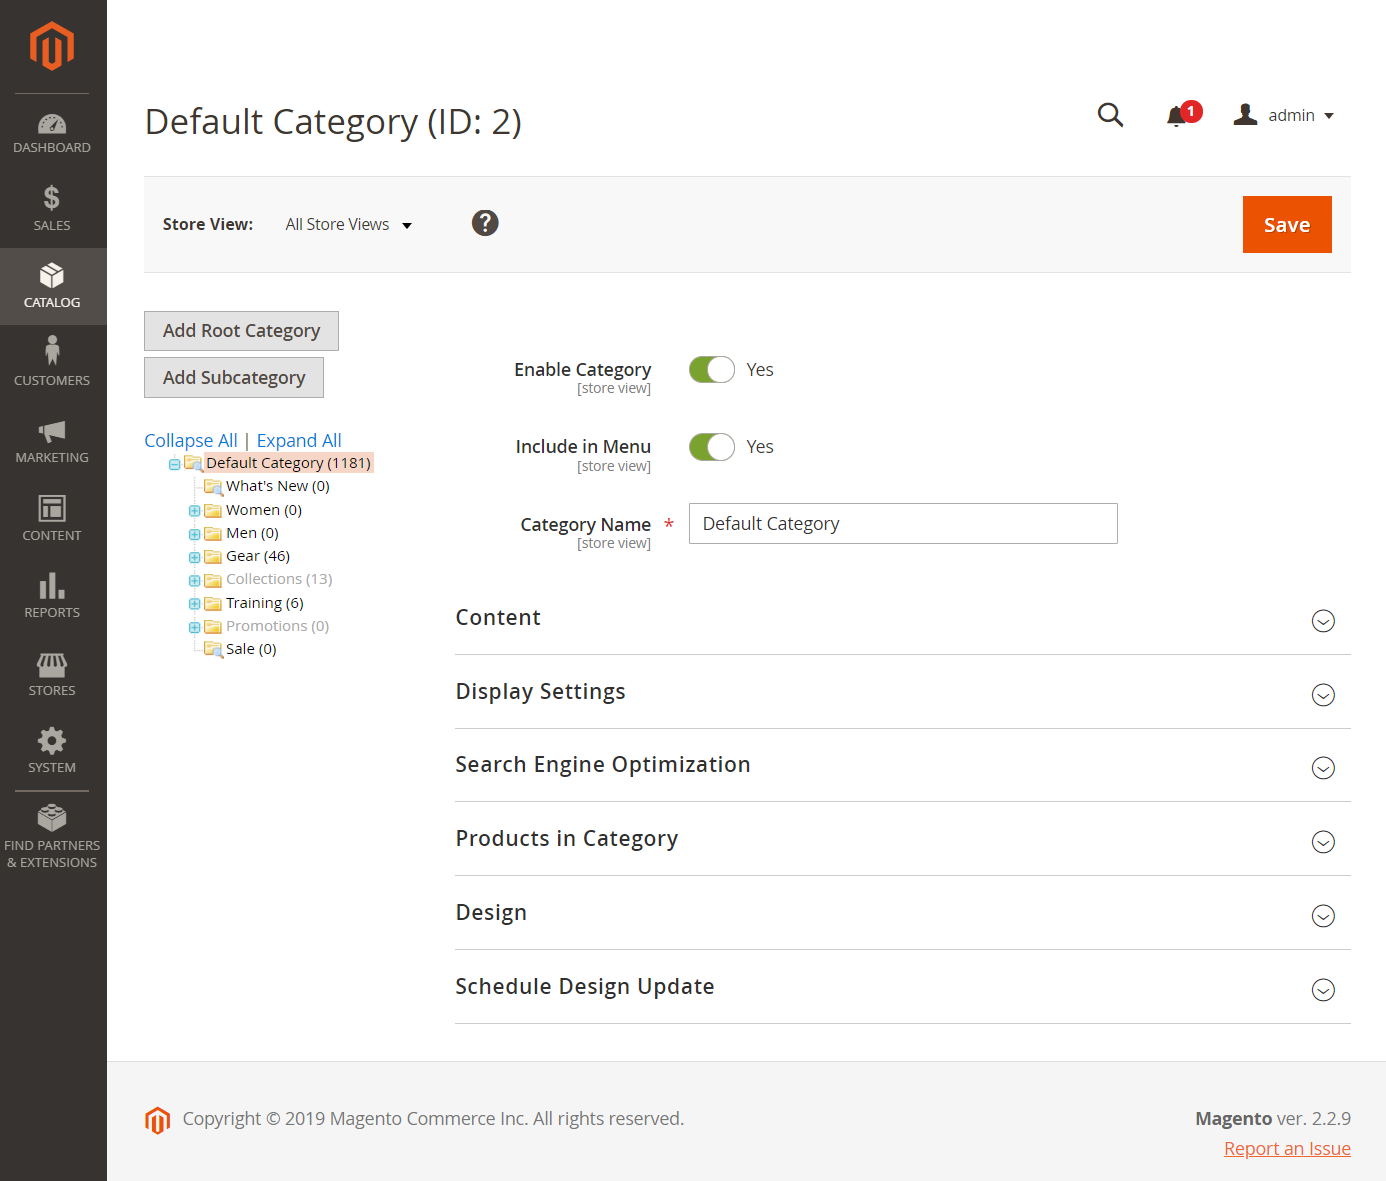 DASHBOARD
SALES
CATALOG
CUSTOMERS
MARKETING
CONTENT
REPORTS
STORES
SYSTEM
FIND PARTNERS
& EXTENSIONS
Default Category (ID: 2)
1
admin
Store View: All Store Views ?
Save
Add Root Category
Add Subcategory
Collapse All | Expand All
Default Category (1181)
What's New (0)
Women (0)
Men (0)
Gear (46)
Collections (13)
Training (6)
Promotions (0)
Sale (0)
Enable Category Yes
[store view]
Include in Menu Yes
[store view]
Category Name * Default Category
[store view]
Content
Display Settings
Search Engine Optimization
Products in Category
Design
Schedule Design Update
Copyright © 2019 Magento Commerce Inc. All rights reserved.
Magento ver. 2.2.9
Report an Issue